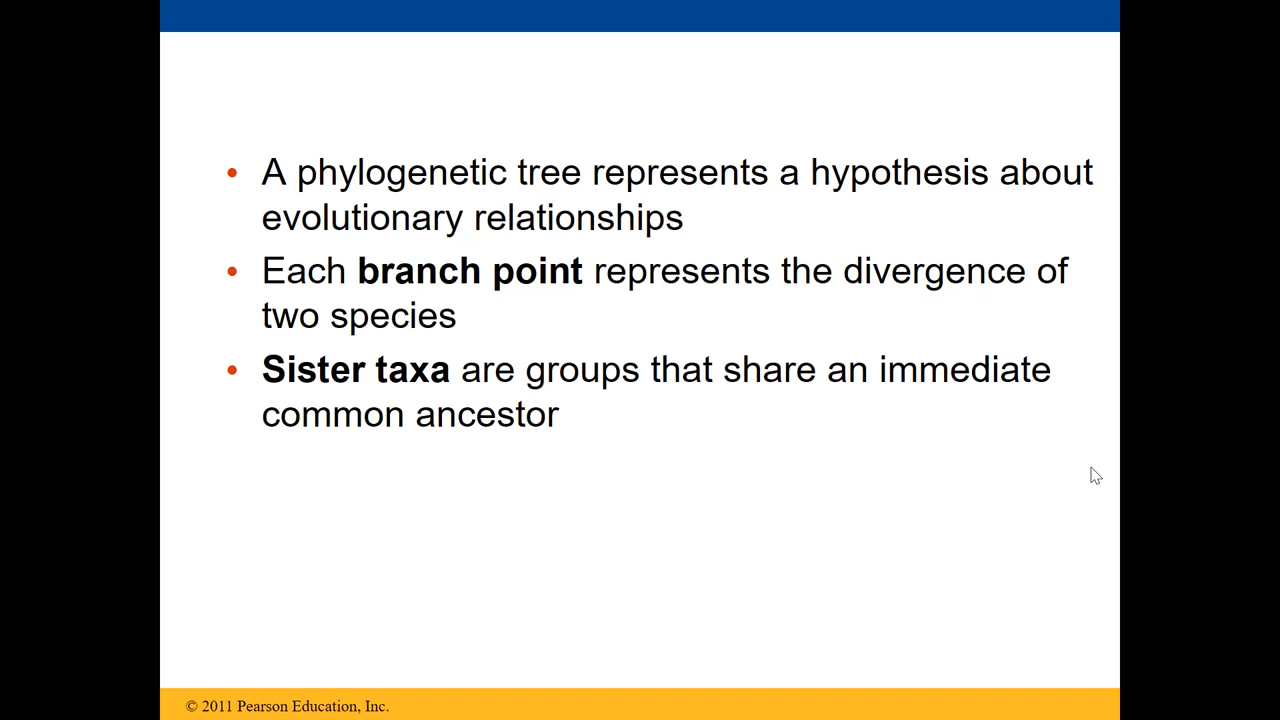 • A phylogenetic tree represents a hypothesis about
evolutionary relationships
• Each branch point represents the divergence of
two species
• Sister taxa are groups that share an immediate
common ancestor
© 2011 Pearson Education, Inc.